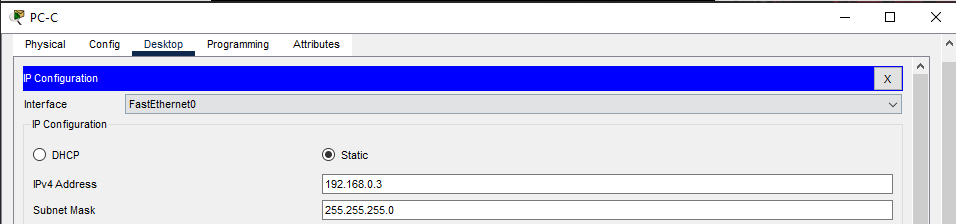 PC-C
Physical Config Desktop Programming Attributes
IP Configuration X
Interface FastEthernet0
IP Configuration
DHCP Static
IPv4 Address 192.168.0.3
Subnet Mask 255.255.255.0